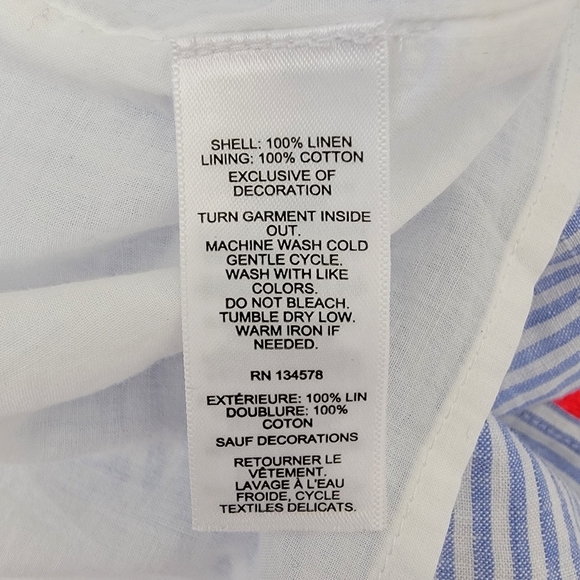 SHELL: 100% LINEN
LINING: 100% COTTON
EXCLUSIVE OF
DECORATION
TURN GARMENT INSIDE
OUT.
MACHINE WASH COLD
GENTLE CYCLE.
WASH WITH LIKE
COLORS.
DO NOT BLEACH.
TUMBLE DRY LOW.
WARM IRON IF
NEEDED.
RN 134578
EXTÉRIEURE: 100% LIN
DOUBLURE: 100%
COTON
SAUF DECORATIONS
RETOURNER LE
VÊTEMENT.
LAVAGE À L'EAU
FROIDE, CYCLE
TEXTILES DELICATS.